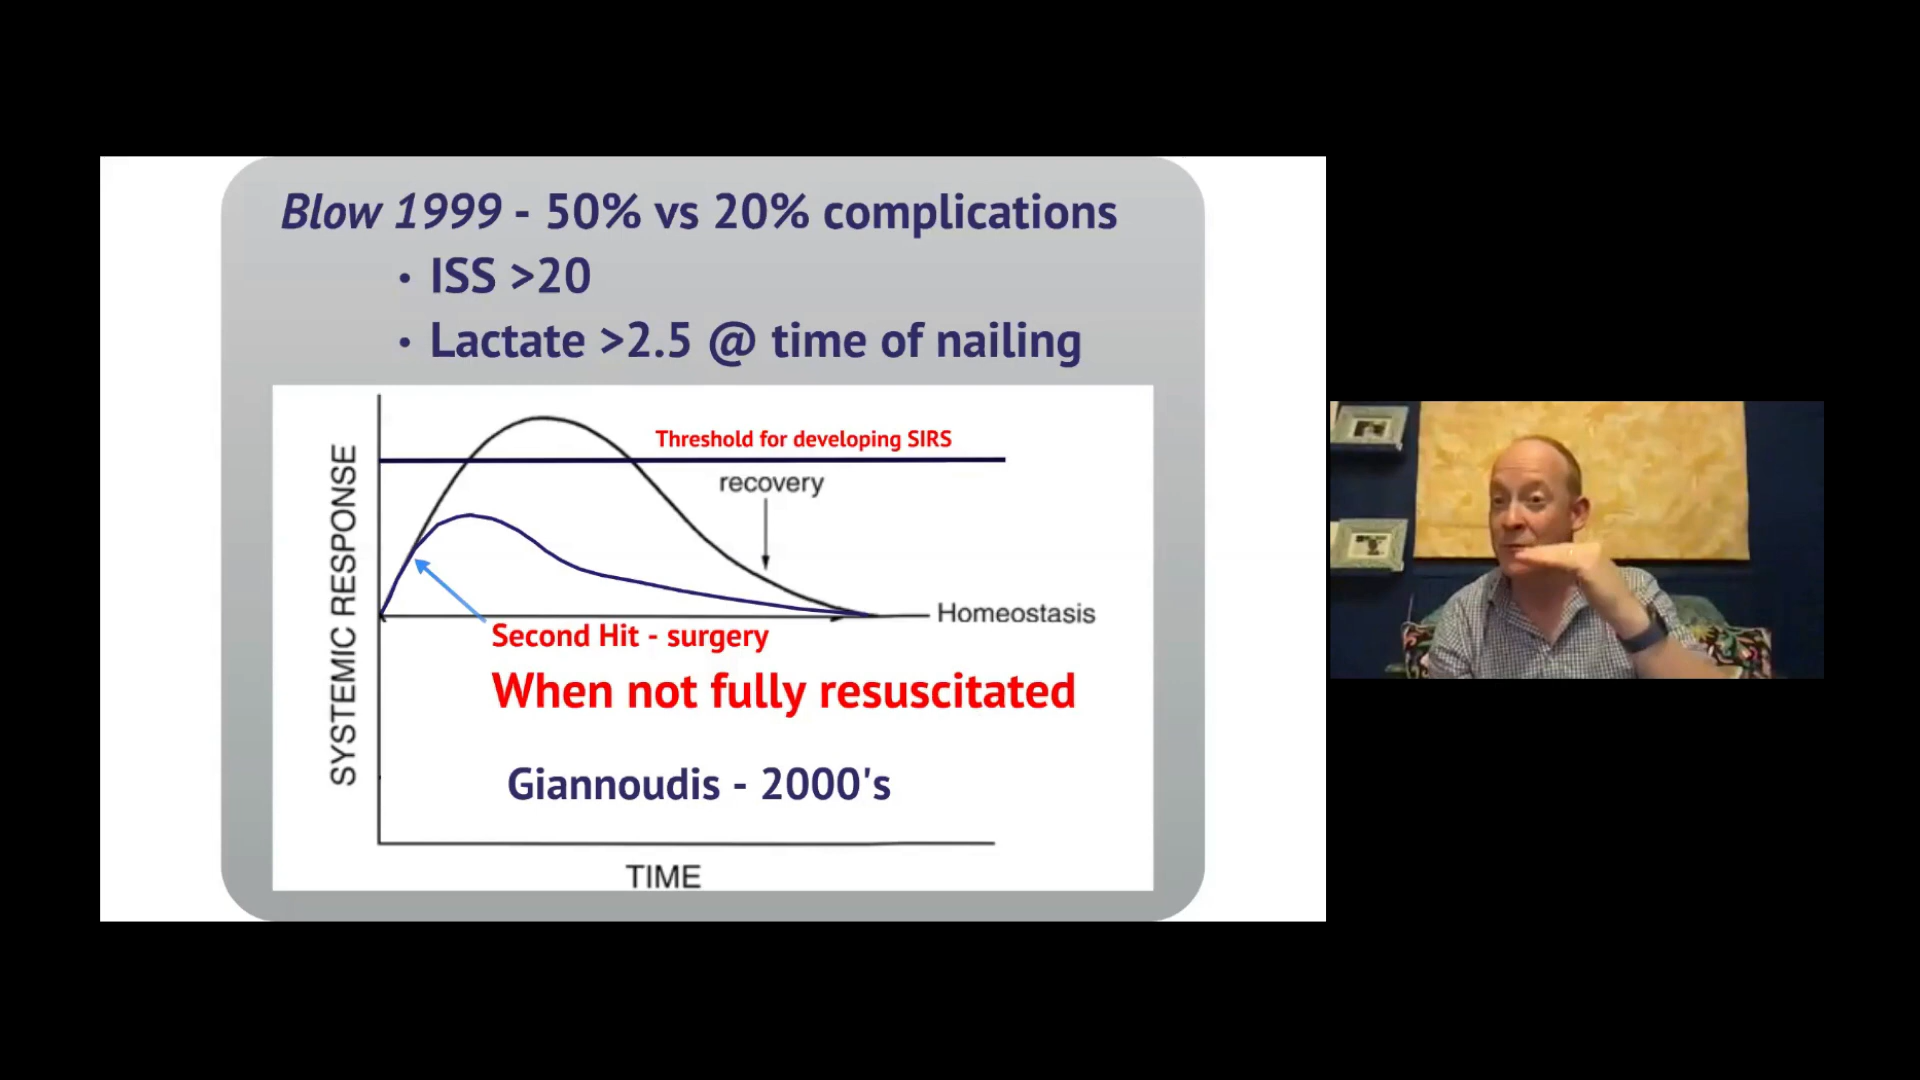 Blow 1999 - 50% vs 20% complications
• ISS >20
• Lactate >2.5 @ time of nailing
Threshold for developing SIRS
recovery
SYSTEMIC RESPONSE
Homeostasis
Second Hit - surgery
When not fully resuscitated
Giannoudis - 2000's
TIME